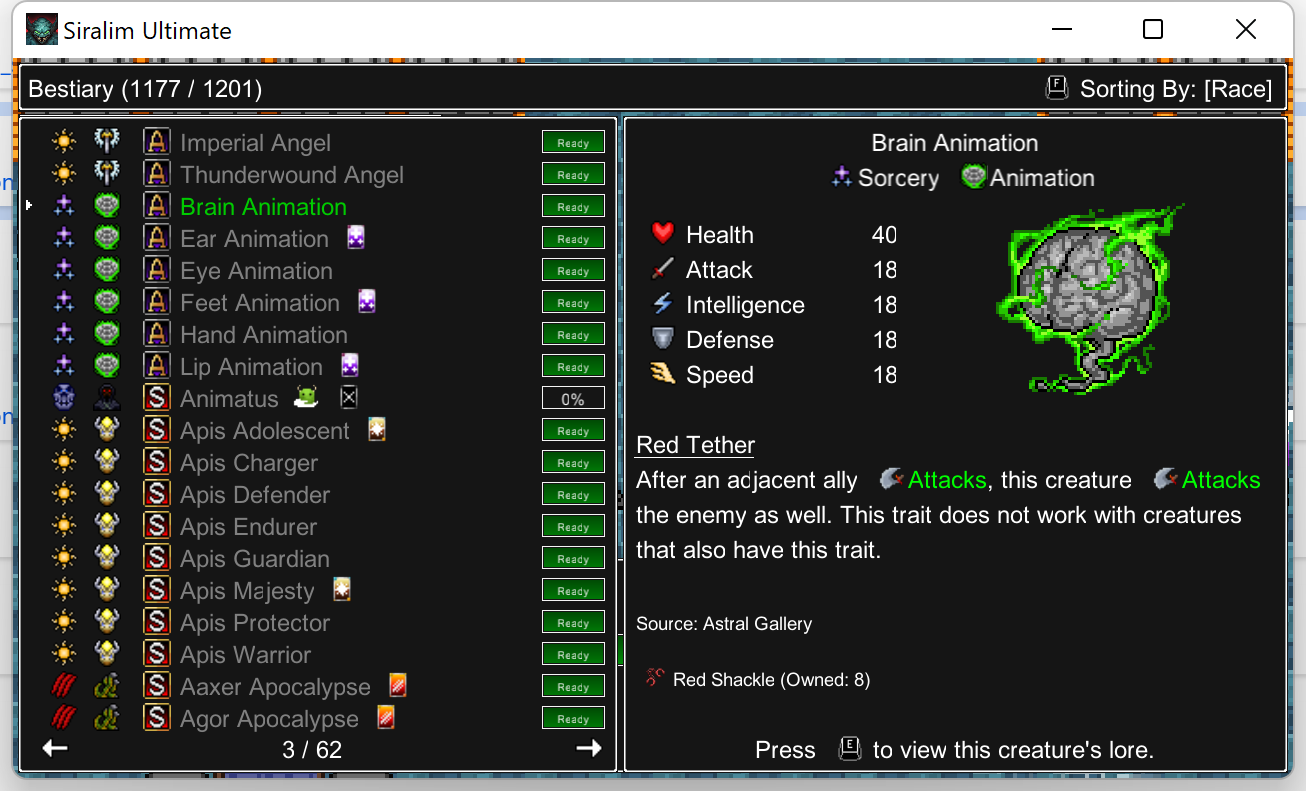 Siralim Ultimate
Bestiary (1177 / 1201)
F Sorting By: [Race]
A Imperial Angel Ready
A Thunderwound Angel Ready
A Brain Animation Ready
A Ear Animation Ready
A Eye Animation Ready
A Feet Animation Ready
A Hand Animation Ready
A Lip Animation Ready
S Animatus 0%
S Apis Adolescent Ready
S Apis Charger Ready
S Apis Defender Ready
S Apis Endurer Ready
S Apis Guardian Ready
S Apis Majesty Ready
S Apis Protector Ready
S Apis Warrior Ready
S Aaxer Apocalypse Ready
S Agor Apocalypse Ready
3 / 62
Brain Animation
Sorcery Animation
Health 40
Attack 18
Intelligence 18
Defense 18
Speed 18
Red Tether
After an adjacent ally Attacks, this creature Attacks
the enemy as well. This trait does not work with creatures
that also have this trait.
Source: Astral Gallery
Red Shackle (Owned: 8)
Press E to view this creature's lore.